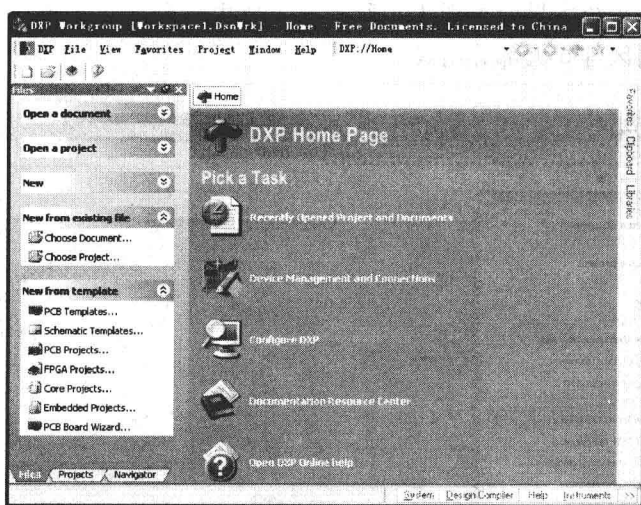 DXP Workgroup [Workspace1.DsnWrk] - Home - Free Documents. Licensed to China
DXP File View Favorites Project Window Help DXP://Home
Files
Home
Open a document
Open a project
New
New from existing file
Choose Document...
Choose Project...
New from template
PCB Templates...
Schematic Templates...
PCB Projects...
FPGA Projects...
Core Projects...
Embedded Projects...
PCB Board Wizard...
DXP Home Page
Pick a Task
Recently Opened Project and Documents
Device Management and Connections
Configure DXP
Documentation Resource Center
Open DXP Online help
Favorites Clipboard Libraries
Files Projects Navigator
System Design Compiler Help Instruments >>